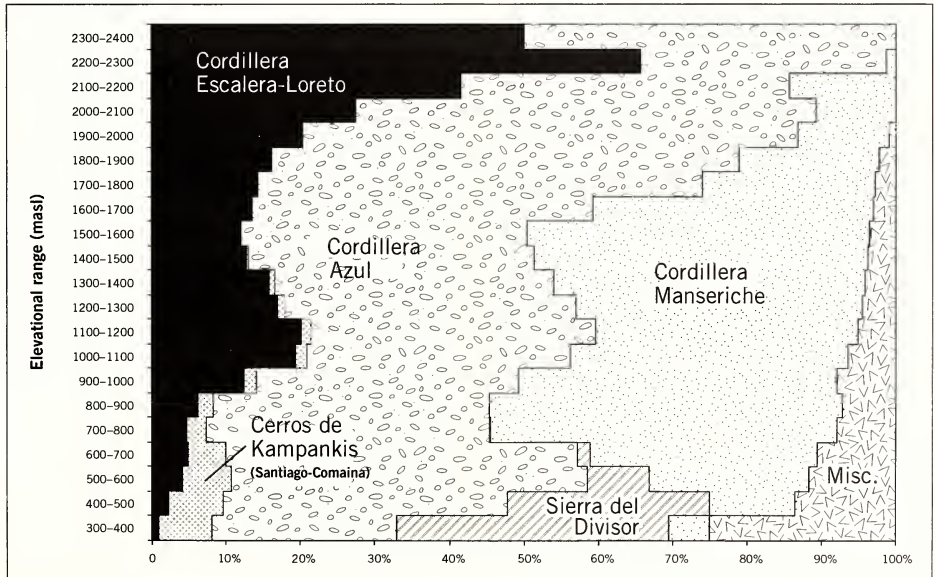 Elevational range (masl)
2300–2400
2200–2300
2100–2200
2000–2100
1900–2000
1800–1900
1700–1800
1600–1700
1500–1600
1400–1500
1300–1400
1200–1300
1100–1200
1000–1100
900–1000
800–900
700–800
600–700
500–600
400–500
300–400
Cordillera
Escalera-Loreto
Cordillera
Azul
Cordillera
Manseriche
Cerros de
Kampankis
(Santiago-Comaina)
Sierra del
Divisor
Misc.
0 10% 20% 30% 40% 50% 60% 70% 80% 90% 100%